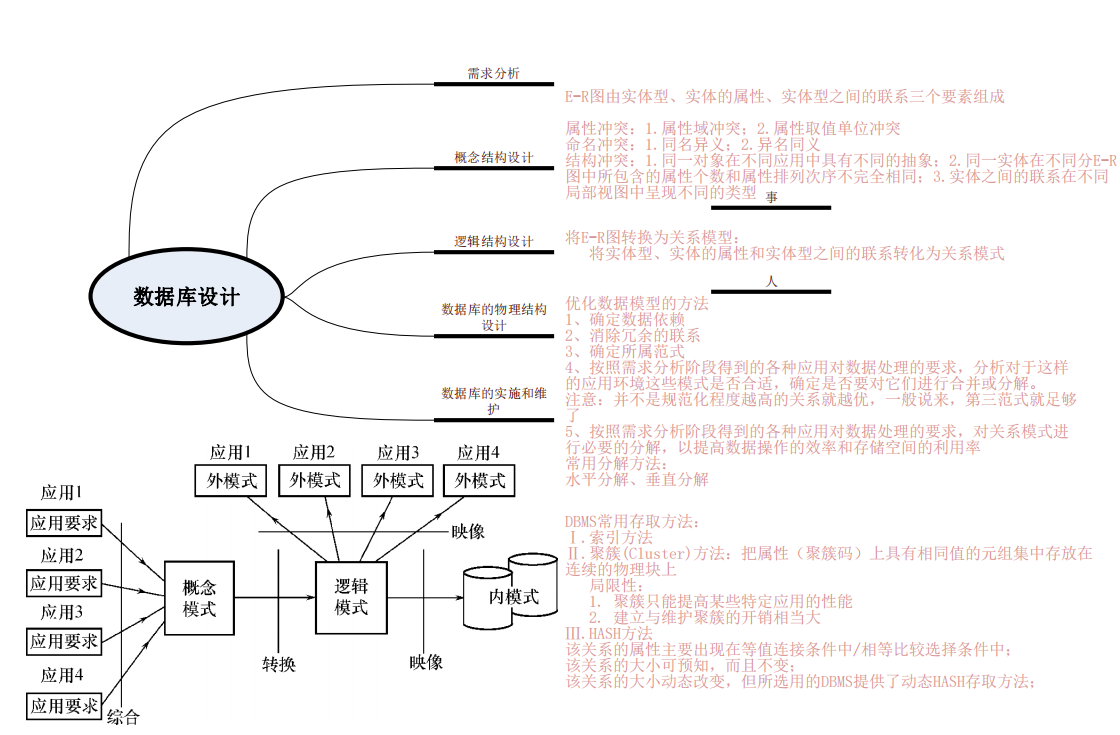 需求分析
概念结构设计
逻辑结构设计
数据库设计
数据库的物理结构
设计
数据库的实施和维
护
E-R图由实体型、实体的属性、实体型之间的联系三个要素组成
属性冲突：1.属性域冲突；2.属性取值单位冲突
命名冲突：1.同名异义；2.异名同义
结构冲突：1.同一对象在不同应用中具有不同的抽象；2.同一实体在不同分E-R
图中所包含的属性个数和属性排列次序不完全相同；3.实体之间的联系在不同
局部视图中呈现不同的类型
事
将E-R图转换为关系模型：
将实体型、实体的属性和实体型之间的联系转化为关系模式
人
优化数据模型的方法
1、确定数据依赖
2、消除冗余的联系
3、确定所属范式
4、按照需求分析阶段得到的各种应用对数据处理的要求，分析对于这样
的应用环境这些模式是否合适，确定是否要对它们进行合并或分解。
注意：并不是规范化程度越高的关系就越优，一般说来，第三范式就足够
了
5、按照需求分析阶段得到的各种应用对数据处理的要求，对关系模式进
行必要的分解，以提高数据操作的效率和存储空间的利用率
常用分解方法：
水平分解、垂直分解
DBMS常用存取方法：
Ⅰ.索引方法
Ⅱ.聚簇(Cluster)方法：把属性（聚簇码）上具有相同值的元组集中存放在
连续的物理块上
局限性：
1. 聚簇只能提高某些特定应用的性能
2. 建立与维护聚簇的开销相当大
Ⅲ.HASH方法
该关系的属性主要出现在等值连接条件中/相等比较选择条件中；
该关系的大小可预知，而且不变；
该关系的大小动态改变，但所选用的DBMS提供了动态HASH存取方法；
应用1 应用2 应用3 应用4
外模式 外模式 外模式 外模式
映像
应用1
应用要求
应用2
应用要求
应用3
应用要求
应用4
应用要求
综合
概念
模式
转换
逻辑
模式
映像
内模式